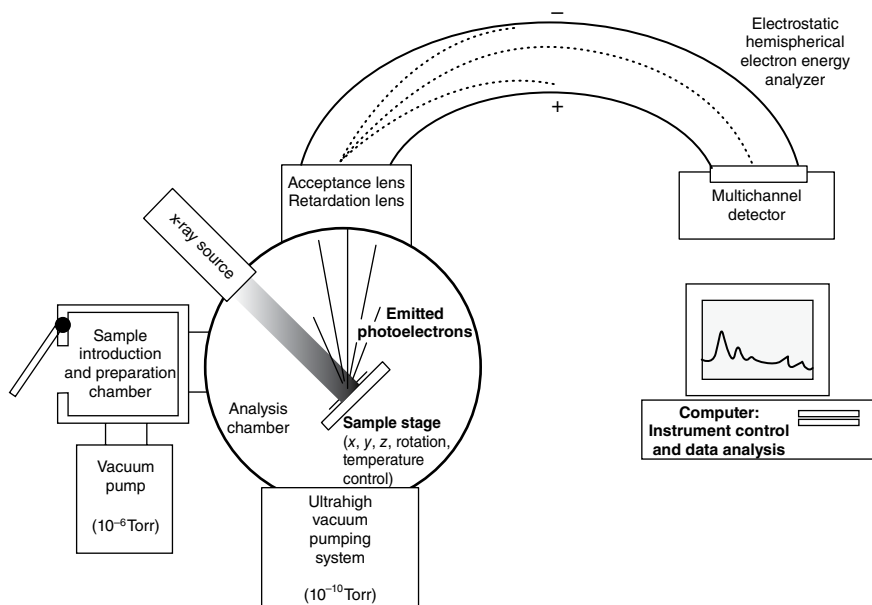 –
Electrostatic
hemispherical
electron energy
analyzer
+
Acceptance lens
Retardation lens
Multichannel
detector
x-ray source
Emitted
photoelectrons
Sample
introduction
and preparation
chamber
Analysis
chamber
Sample stage
(x, y, z, rotation,
temperature
control)
Computer:
Instrument control
and data analysis
Vacuum
pump
(10⁻⁶Torr)
Ultrahigh
vacuum
pumping
system
(10⁻¹⁰Torr)